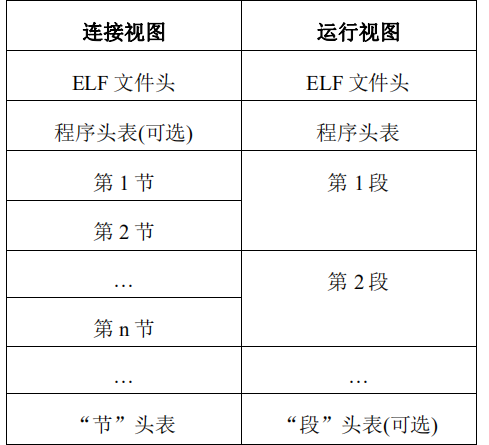 连接视图 运行视图
ELF 文件头 ELF 文件头
程序头表(可选) 程序头表
第 1 节 第 1 段
第 2 节
… 第 2 段
第 n 节
… …
“节”头表 “段”头表(可选)